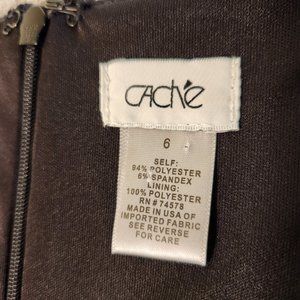 Caché
6
SELF:
94% POLYESTER
6% SPANDEX
LINING:
100% POLYESTER
RN # 74578
MADE IN USA OF
IMPORTED FABRIC
SEE REVERSE
FOR CARE